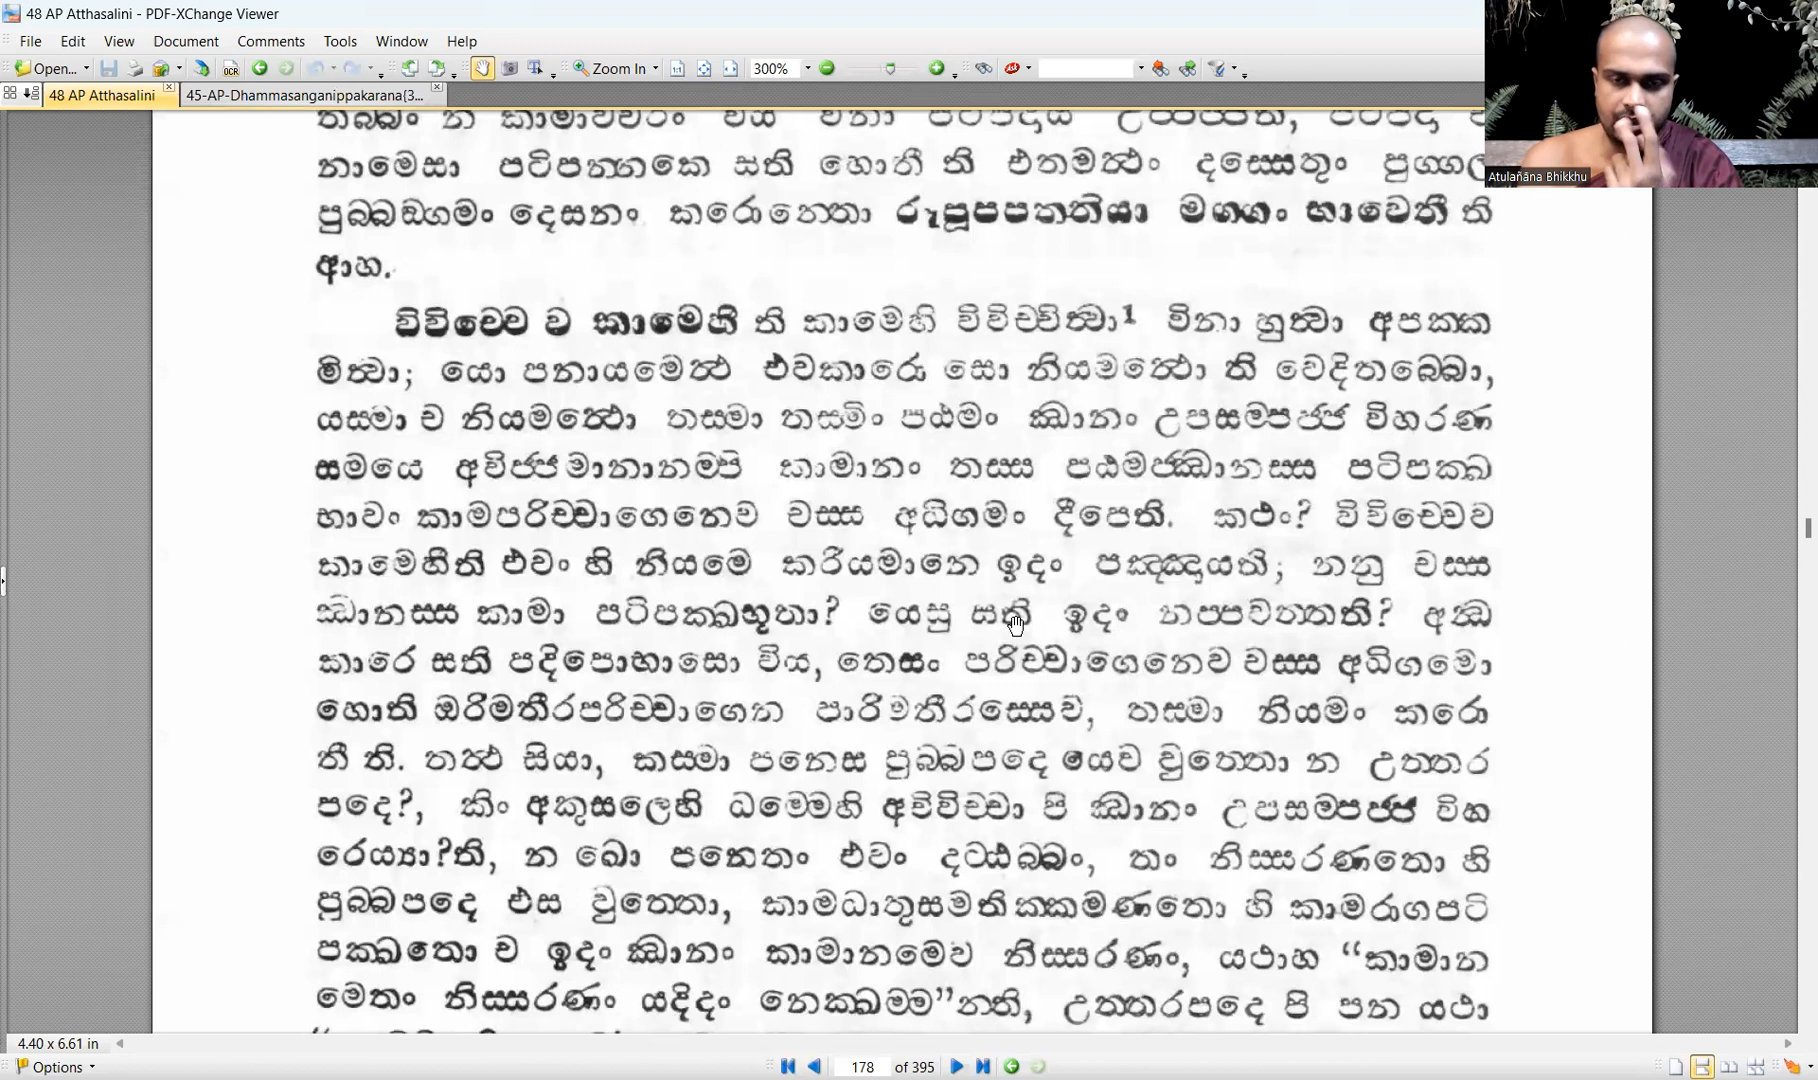 48 AP Atthasalini - PDF-XChange Viewer
File Edit View Document Comments Tools Window Help
Open... OCR Zoom In 300%
48 AP Atthasalini 45-AP-Dhammasanganippakarana{3...
Atulañāna Bhikkhu
නාමෙසා පටිපන්නකෙ සති හොතී ති එතමත්ථං දස්සෙතුං පුග්ගල
පුබ්බඞ්ගමං දෙසනං කරොන්තො රූපූපපත්තියා මග්ගං භාවෙතී ති
ආහ.
විවිච්චෙ ව කාමෙහී ති කාමෙහි විවිච්චිත්වා¹ විනා හුත්වා අපක්ක
මිත්වා; යො පනායමෙත්ථ එවකාරො සො නියමත්ථො ති වෙදිතබ්බො,
යස්මා ච නියමත්ථො තස්මා තස්මිං පඨමං ඣානං උපසම්පජ්ජ විහරණ
සමයෙ අවිජ්ජමානානම්පි කාමානං තස්ස පඨමජ්ඣානස්ස පටිපක්ඛ
භාවං කාමපරිච්චාගෙනෙව චස්ස අධිගමං දීපෙති. කථං? විවිච්චෙව
කාමෙහීති එවං හි නියමෙ කරීයමානෙ ඉදං පඤ්ඤායති; නනු චස්ස
ඣානස්ස කාමා පටිපක්ඛභූතා? යෙසු සති ඉදං නප්පවත්තති? අන්ධ
කාරෙ සති පදීපොභාසො විය, තෙසං පරිච්චාගෙනෙව චස්ස අධිගමො
හොති ඔරිමතීරපරිච්චාගෙන පාරිමතීරස්සෙව, තස්මා නියමං කරො
තී ති. තත්ථ සියා, කස්මා පනෙස පුබ්බපදෙ යෙව වුත්තො න උත්තර
පදෙ?, කිං අකුසලෙහි ධම්මෙහි අවිවිච්චා පි ඣානං උපසම්පජ්ජ විහ
රෙය්‍යා?ති, න ඛො පනෙතං එවං දට්ඨබ්බං, තං නිස්සරණතො හි
පුබ්බපදෙ එස වුත්තො, කාමධාතුසමතික්කමණතො හි කාමරාගපටි
පක්ඛතො ච ඉදං ඣානං කාමානමෙව නිස්සරණං, යථාහ “කාමාන
මෙතං නිස්සරණං යදිදං නෙක්ඛම්ම”න්ති, උත්තරපදෙ පි පන යථා
4.40 x 6.61 in
Options 178 of 395